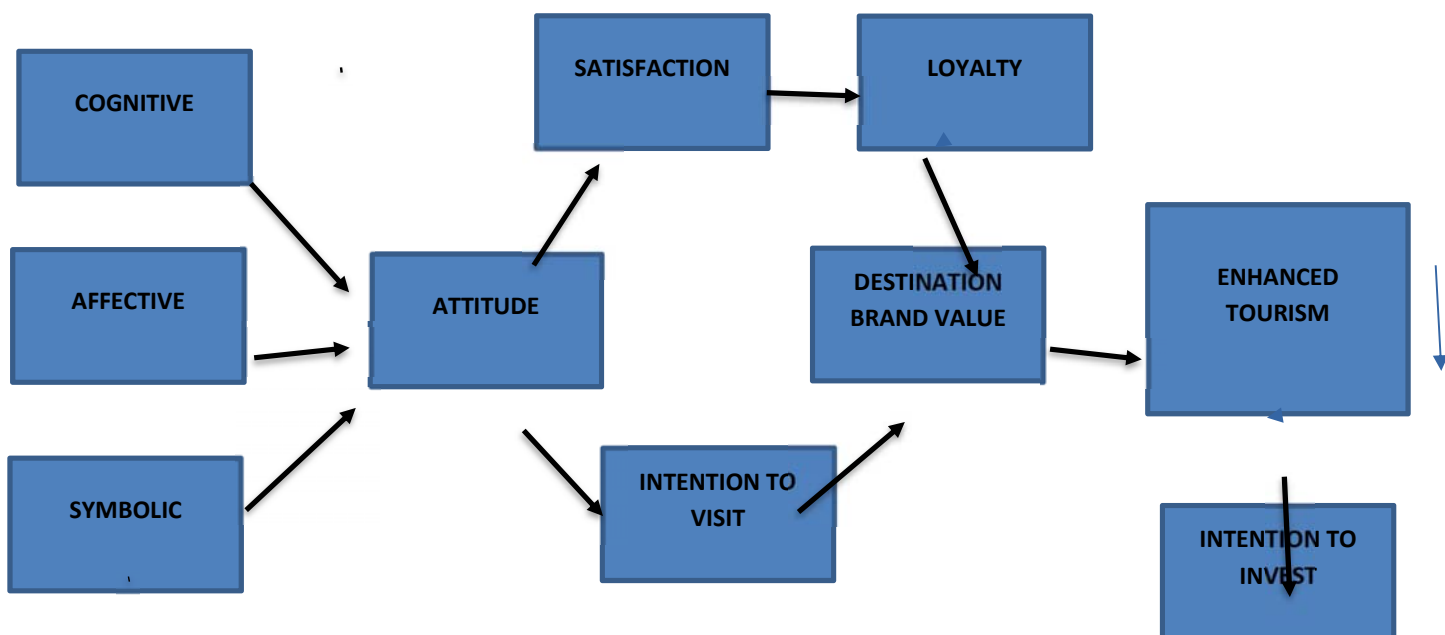 COGNITIVE
AFFECTIVE
SYMBOLIC
ATTITUDE
SATISFACTION
LOYALTY
INTENTION TO
VISIT
DESTINATION
BRAND VALUE
ENHANCED
TOURISM
INTENTION TO
INVEST